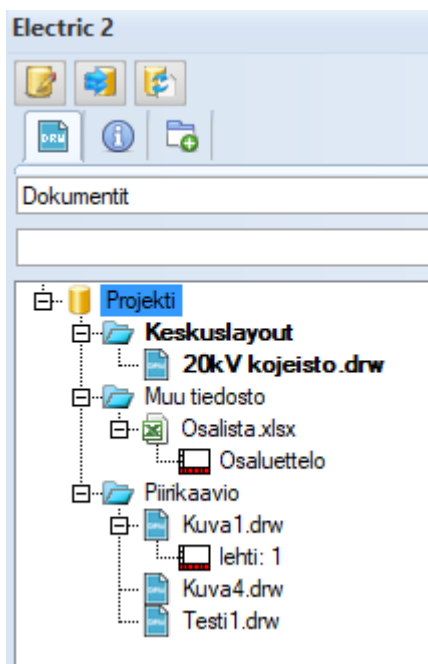 Electric 2
DRW
Dokumentit
Projekti
Keskuslayout
20kV kojeisto.drw
Muu tiedosto
Osalista.xlsx
Osaluettelo
Piirikaavio
Kuva1.drw
lehti: 1
Kuva4.drw
Testi1.drw